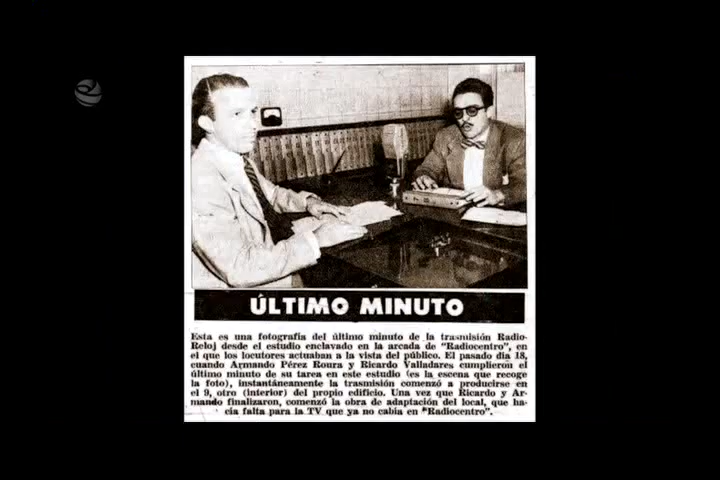 ÚLTIMO MINUTO
Esta es una fotografía del último minuto de la trasmisión Radio-
Reloj desde el estudio enclavado en la arcada de "Radiocentro", en
el que los locutores actuaban a la vista del público. El pasado día 18,
cuando Armando Pérez Roura y Ricardo Valladares cumplieron el
último minuto de su tarea en este estudio (es la escena que recoge
la foto), instantáneamente la trasmisión comenzó a producirse en
el 9, otro (interior) del propio edificio. Una vez que Ricardo y Ar-
mando finalizaron, comenzó la obra de adaptación del local, que ha-
cía falta para la TV que ya no cabía en "Radiocentro".